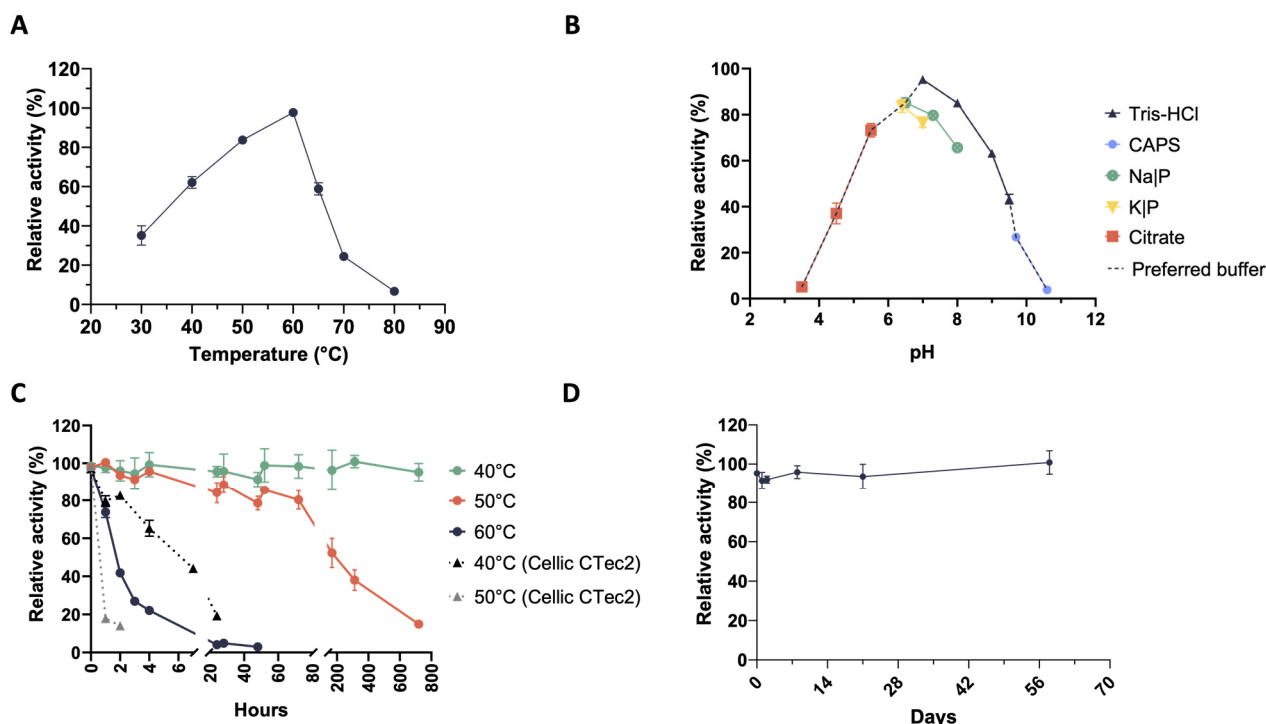 A
Relative activity (%)
120
100
80
60
40
20
0
20 30 40 50 60 70 80 90
Temperature (°C)
B
Relative activity (%)
100
80
60
40
20
0
2 4 6 8 10 12
pH
Tris-HCl
CAPS
Na|P
K|P
Citrate
Preferred buffer
C
Relative activity (%)
120
100
80
60
40
20
0
0 2 4 6 20 40 60 80 200 400 600 800
Hours
40°C
50°C
60°C
40°C (Cellic CTec2)
50°C (Cellic CTec2)
D
Relative activity (%)
120
100
80
60
40
20
0
0 14 28 42 56 70
Days